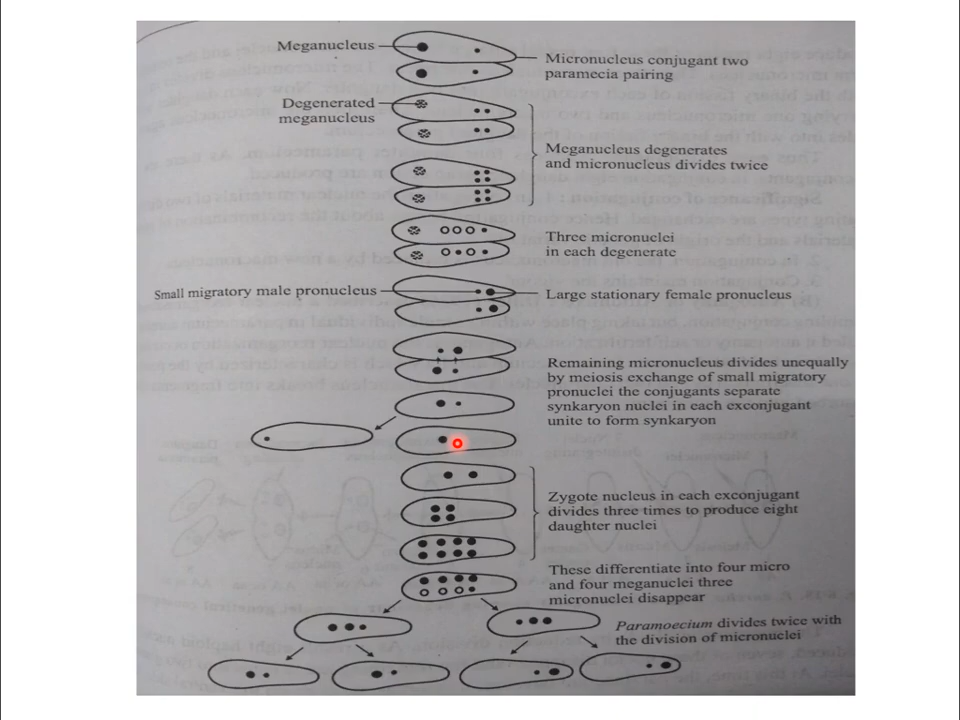 Meganucleus
Micronucleus conjugant two
paramecia pairing
Degenerated
meganucleus
Meganucleus degenerates
and micronucleus divides twice
Three micronuclei
in each degenerate
Small migratory male pronucleus
Large stationary female pronucleus
Remaining micronucleus divides unequally
by meiosis exchange of small migratory
pronuclei the conjugants separate
synkaryon nuclei in each exconjugant
unite to form synkaryon
Zygote nucleus in each exconjugant
divides three times to produce eight
daughter nuclei
These differentiate into four micro
and four meganuclei three
micronuclei disappear
Paramoecium divides twice with
the division of micronuclei